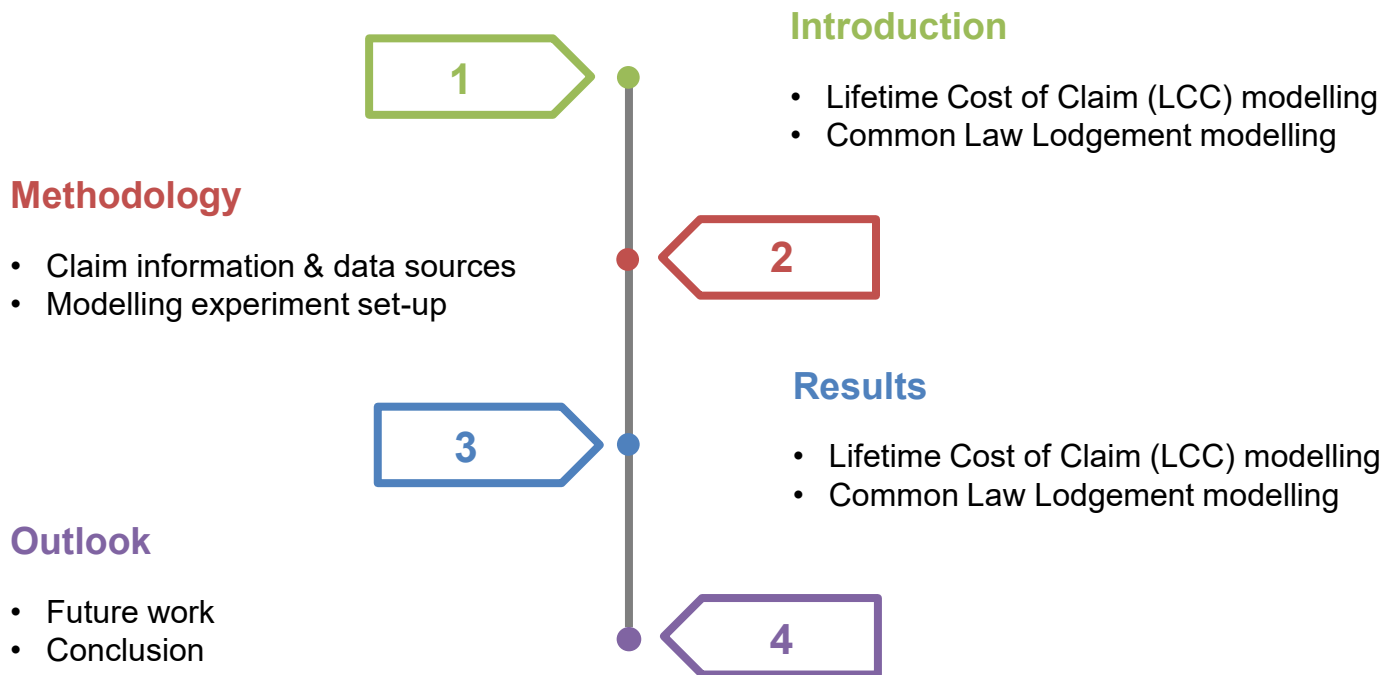 1
Introduction
• Lifetime Cost of Claim (LCC) modelling
• Common Law Lodgement modelling
Methodology
• Claim information & data sources
• Modelling experiment set-up
2
3
Results
• Lifetime Cost of Claim (LCC) modelling
• Common Law Lodgement modelling
Outlook
• Future work
• Conclusion
4